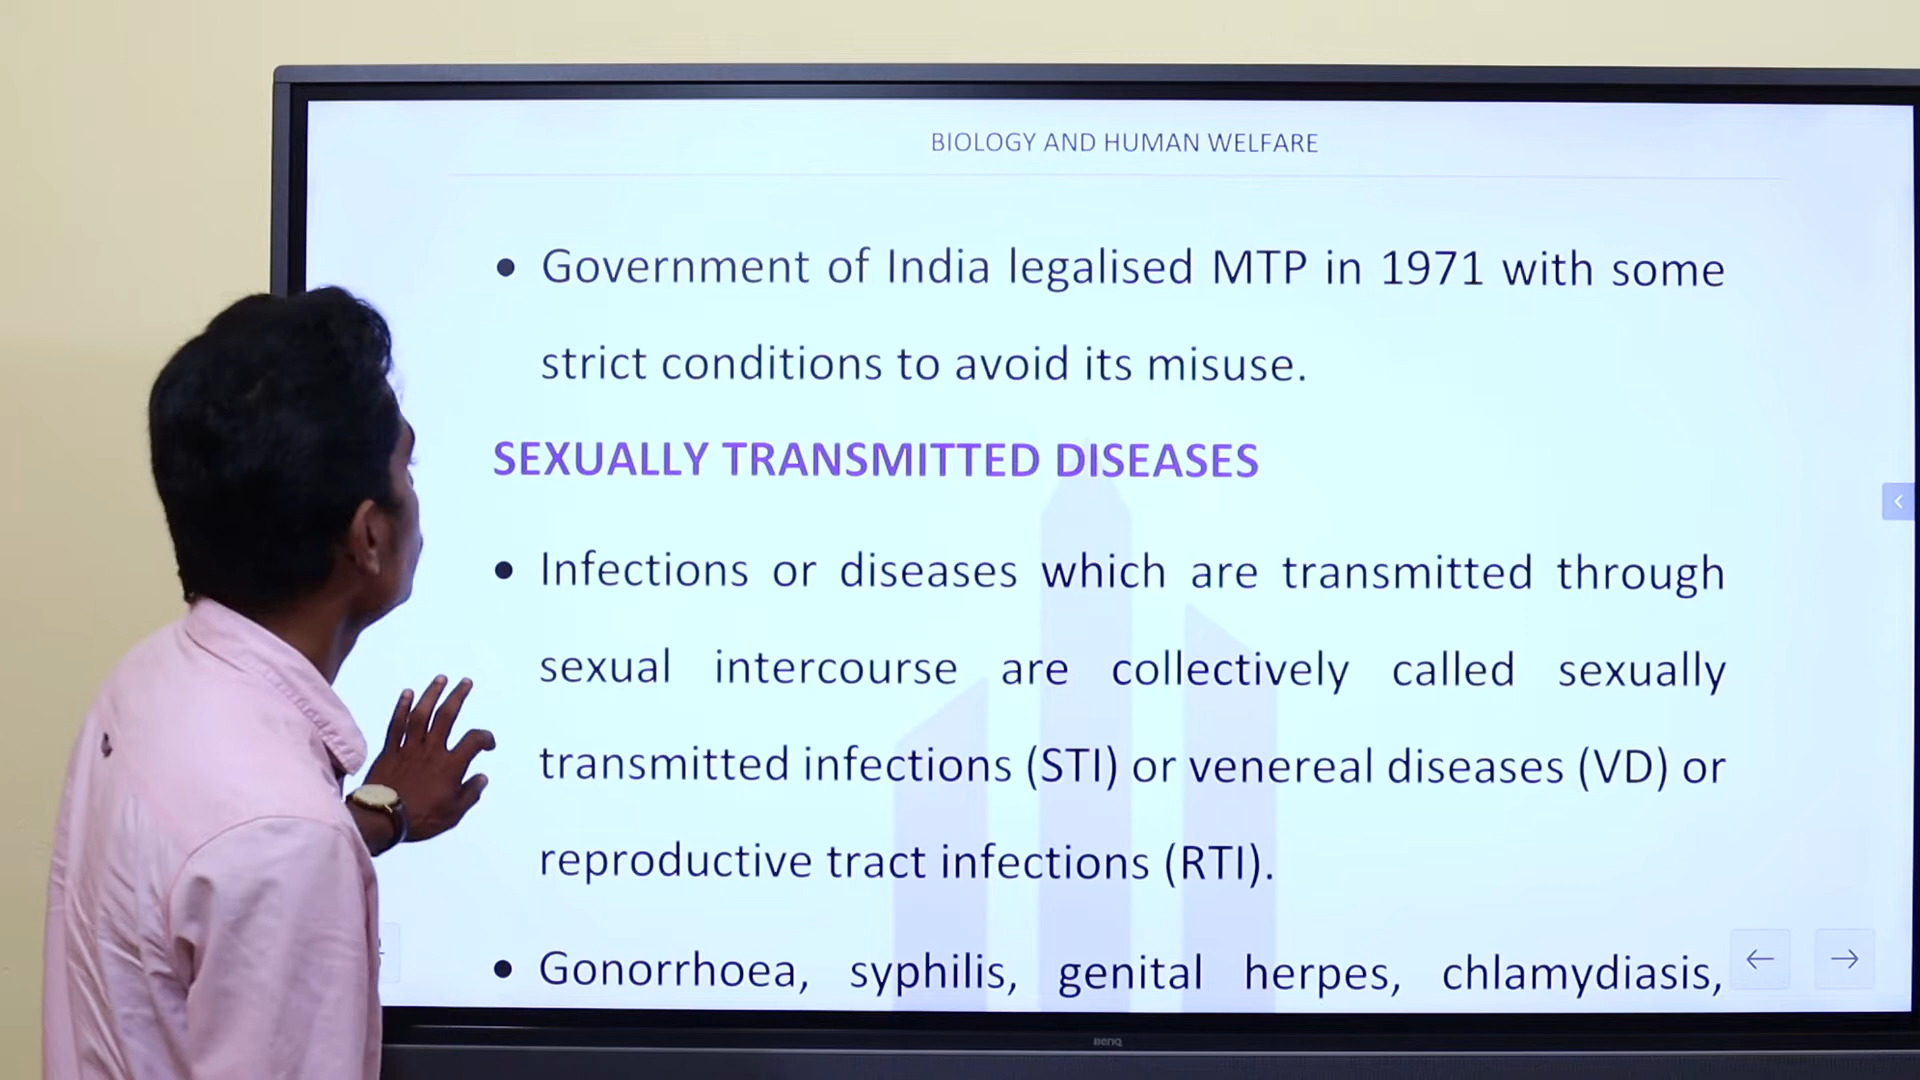 BIOLOGY AND HUMAN WELFARE
• Government of India legalised MTP in 1971 with some
strict conditions to avoid its misuse.
SEXUALLY TRANSMITTED DISEASES
• Infections or diseases which are transmitted through
sexual intercourse are collectively called sexually
transmitted infections (STI) or venereal diseases (VD) or
reproductive tract infections (RTI).
• Gonorrhoea, syphilis, genital herpes, chlamydiasis,
BenQ